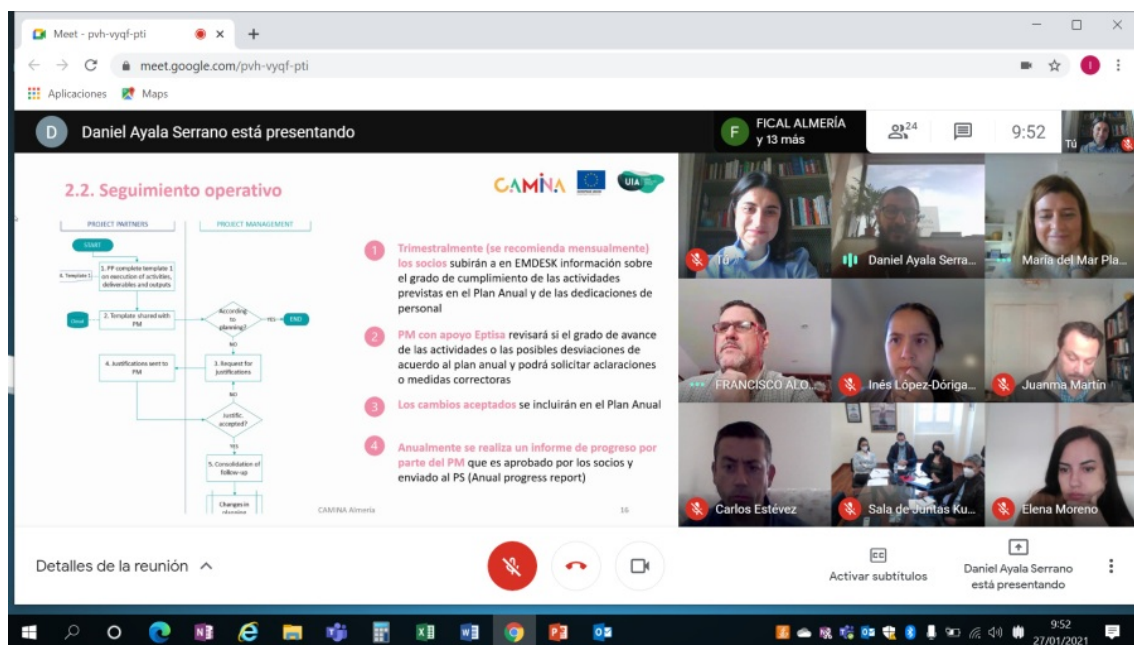 Meet - pvh-vyqf-pti
meet.google.com/pvh-vyqf-pti
Aplicaciones
Maps
D
Daniel Ayala Serrano está presentando
F
FICAL ALMERÍA
y 13 más
24
9:52
Tú
2.2. Seguimiento operativo
CAMINA
UIA
PROJECT PARTNERS
PROJECT MANAGEMENT
START
1. PP complete template 1
on execution of activities,
deliverables and outputs
2. Template shared with
PM
According
to
planning?
YES
END
NO
4. Justifications sent to
PM
3. Request for
justifications
NO
Justific.
accepted?
YES
5. Consolidation of
follow-up
Changes in
1
Trimestralmente (se recomienda mensualmente)
los socios subirán a en EMDESK información sobre
el grado de cumplimiento de las actividades
previstas en el Plan Anual y de las dedicaciones de
personal
2
PM con apoyo Eptisa revisará si el grado de avance
de las actividades o las posibles desviaciones de
acuerdo al plan anual y podrá solicitar aclaraciones
o medidas correctoras
3
Los cambios aceptados se incluirán en el Plan Anual
4
Anualmente se realiza un informe de progreso por
parte del PM que es aprobado por los socios y
enviado al PS (Anual progress report)
CAMINA Almería
16
Tú
Daniel Ayala Serra...
María del Mar Pla...
FRANCISCO ALO...
Inés López-Dóriga...
Juanma Martín
Carlos Estévez
Sala de Juntas Ku...
Elena Moreno
Detalles de la reunión
Activar subtítulos
Daniel Ayala Serrano
está presentando
9:52
27/01/2021